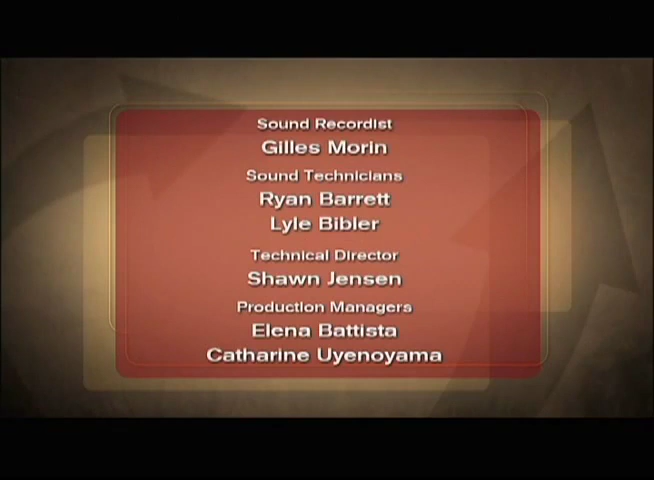 Sound Recordist
Gilles Morin
Sound Technicians
Ryan Barrett
Lyle Bibler
Technical Director
Shawn Jensen
Production Managers
Elena Battista
Catharine Uyenoyama